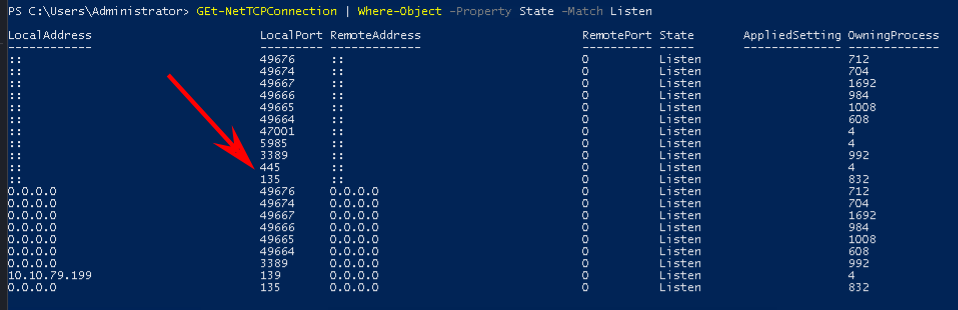 PS C:\Users\Administrator> GEt-NetTCPConnection | Where-Object -Property State -Match Listen
LocalAddress LocalPort RemoteAddress RemotePort State AppliedSetting OwningProcess
------------ --------- ------------- ---------- ----- -------------- -------------
:: 49676 :: 0 Listen 712
:: 49674 :: 0 Listen 704
:: 49667 :: 0 Listen 1692
:: 49666 :: 0 Listen 984
:: 49665 :: 0 Listen 1008
:: 49664 :: 0 Listen 608
:: 47001 :: 0 Listen 4
:: 5985 :: 0 Listen 4
:: 3389 :: 0 Listen 992
:: 445 :: 0 Listen 4
:: 135 :: 0 Listen 832
0.0.0.0 49676 0.0.0.0 0 Listen 712
0.0.0.0 49674 0.0.0.0 0 Listen 704
0.0.0.0 49667 0.0.0.0 0 Listen 1692
0.0.0.0 49666 0.0.0.0 0 Listen 984
0.0.0.0 49665 0.0.0.0 0 Listen 1008
0.0.0.0 49664 0.0.0.0 0 Listen 608
0.0.0.0 3389 0.0.0.0 0 Listen 992
10.10.79.199 139 0.0.0.0 0 Listen 4
0.0.0.0 135 0.0.0.0 0 Listen 832